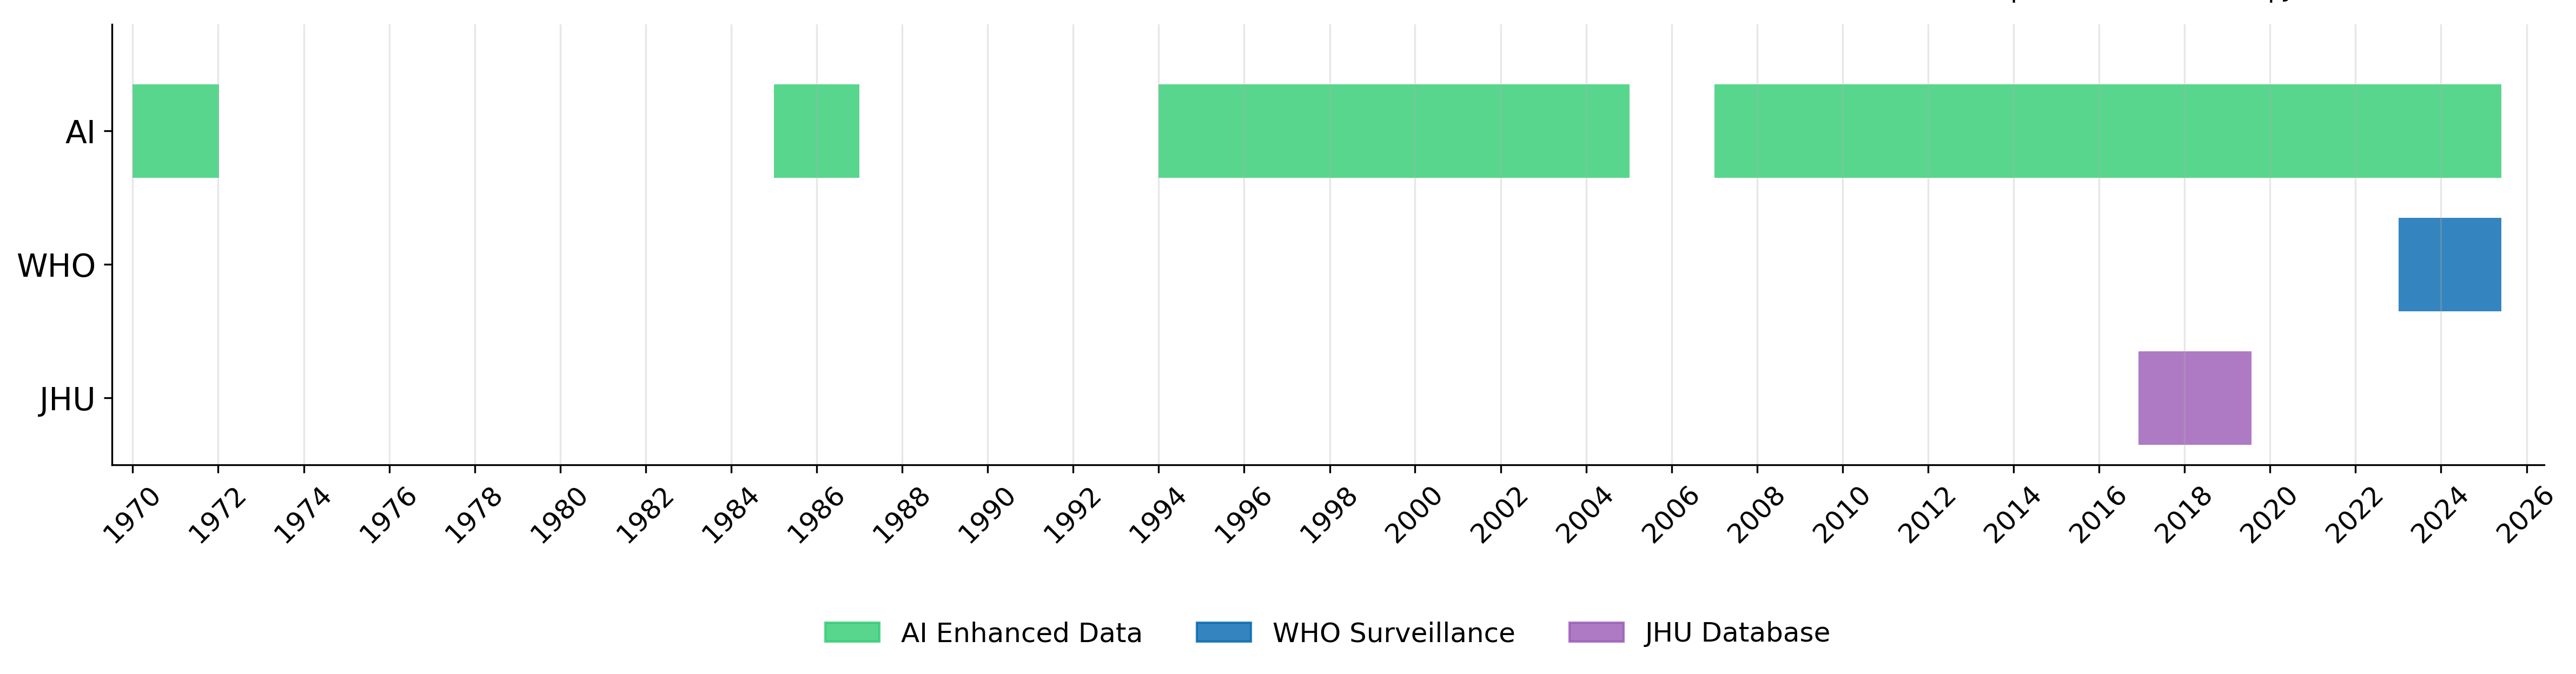 AI
WHO
JHU
1970 1972 1974 1976 1978 1980 1982 1984 1986 1988 1990 1992 1994 1996 1998 2000 2002 2004 2006 2008 2010 2012 2014 2016 2018 2020 2022 2024 2026
AI Enhanced Data WHO Surveillance JHU Database